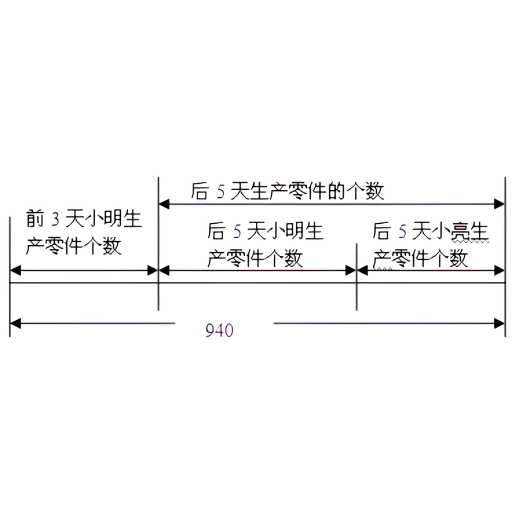 后 5 天生产零件的个数
前 3 天小明生
产零件个数
后 5 天小明生
产零件个数
后 5 天小亮生
产零件个数
940